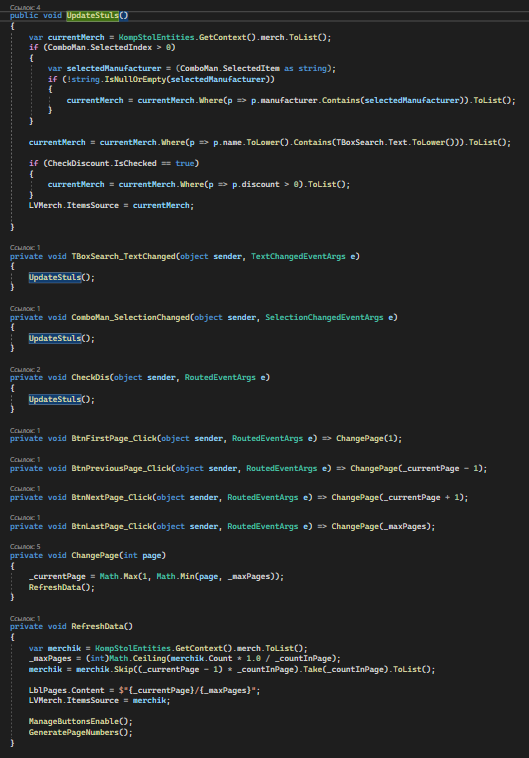 Ссылок: 4
public void UpdateStuls()
{
var currentMerch = KompStolEntities.GetContext().merch.ToList();
if (ComboMan.SelectedIndex > 0)
{
var selectedManufacturer = (ComboMan.SelectedItem as string);
if (!string.IsNullOrEmpty(selectedManufacturer))
{
currentMerch = currentMerch.Where(p => p.manufacturer.Contains(selectedManufacturer)).ToList();
}
}
currentMerch = currentMerch.Where(p => p.name.ToLower().Contains(TBoxSearch.Text.ToLower())).ToList();
if (CheckDiscount.IsChecked == true)
{
currentMerch = currentMerch.Where(p => p.discount > 0).ToList();
}
LVMerch.ItemsSource = currentMerch;
}
Ссылок: 1
private void TBoxSearch_TextChanged(object sender, TextChangedEventArgs e)
{
UpdateStuls();
}
Ссылок: 1
private void ComboMan_SelectionChanged(object sender, SelectionChangedEventArgs e)
{
UpdateStuls();
}
Ссылок: 2
private void CheckDis(object sender, RoutedEventArgs e)
{
UpdateStuls();
}
Ссылок: 1
private void BtnFirstPage_Click(object sender, RoutedEventArgs e) => ChangePage(1);
Ссылок: 1
private void BtnPreviousPage_Click(object sender, RoutedEventArgs e) => ChangePage(_currentPage - 1);
Ссылок: 1
private void BtnNextPage_Click(object sender, RoutedEventArgs e) => ChangePage(_currentPage + 1);
Ссылок: 1
private void BtnLastPage_Click(object sender, RoutedEventArgs e) => ChangePage(_maxPages);
Ссылок: 5
private void ChangePage(int page)
{
_currentPage = Math.Max(1, Math.Min(page, _maxPages));
RefreshData();
}
Ссылок: 1
private void RefreshData()
{
var merchik = KompStolEntities.GetContext().merch.ToList();
_maxPages = (int)Math.Ceiling(merchik.Count * 1.0 / _countInPage);
merchik = merchik.Skip((_currentPage - 1) * _countInPage).Take(_countInPage).ToList();
LblPages.Content = $"{_currentPage}/{_maxPages}";
LVMerch.ItemsSource = merchik;
ManageButtonsEnable();
GeneratePageNumbers();
}